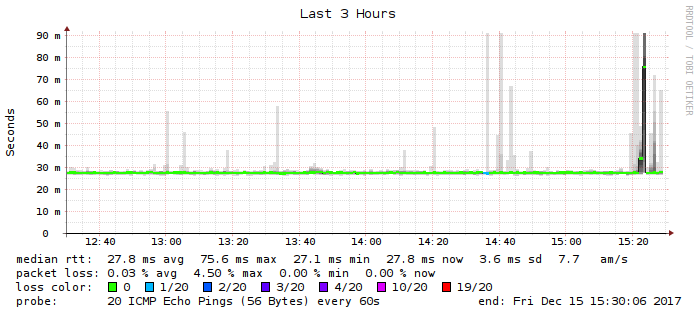 Last 3 Hours
RRDTOOL / TOBI OETIKER
Seconds
90 m
80 m
70 m
60 m
50 m
40 m
30 m
20 m
10 m
0
12:40 13:00 13:20 13:40 14:00 14:20 14:40 15:00 15:20
median rtt: 27.8 ms avg 75.6 ms max 27.1 ms min 27.8 ms now 3.6 ms sd 7.7 am/s
packet loss: 0.03 % avg 4.50 % max 0.00 % min 0.00 % now
loss color: 0 1/20 2/20 3/20 4/20 10/20 19/20
probe: 20 ICMP Echo Pings (56 Bytes) every 60s end: Fri Dec 15 15:30:06 2017